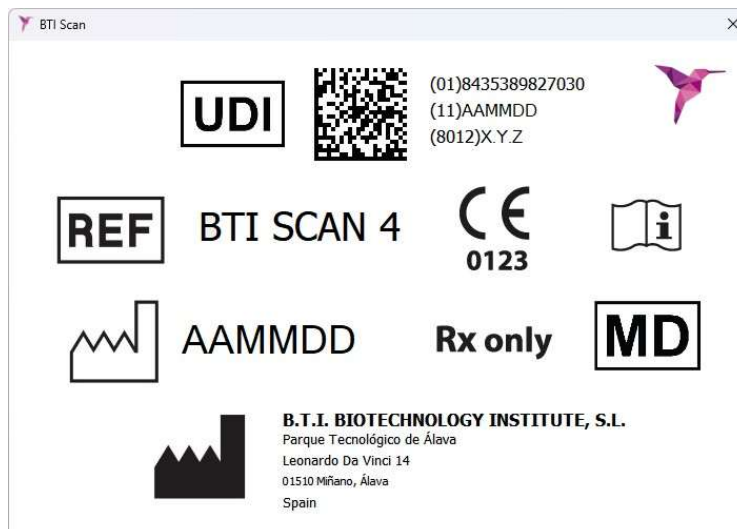 BTI Scan
UDI
(01)8435389827030
(11)AAMMDD
(8012)X.Y.Z
REF
BTI SCAN 4
CE
0123
i
AAMMDD
Rx only
MD
B.T.I. BIOTECHNOLOGY INSTITUTE, S.L.
Parque Tecnológico de Álava
Leonardo Da Vinci 14
01510 Miñano, Álava
Spain